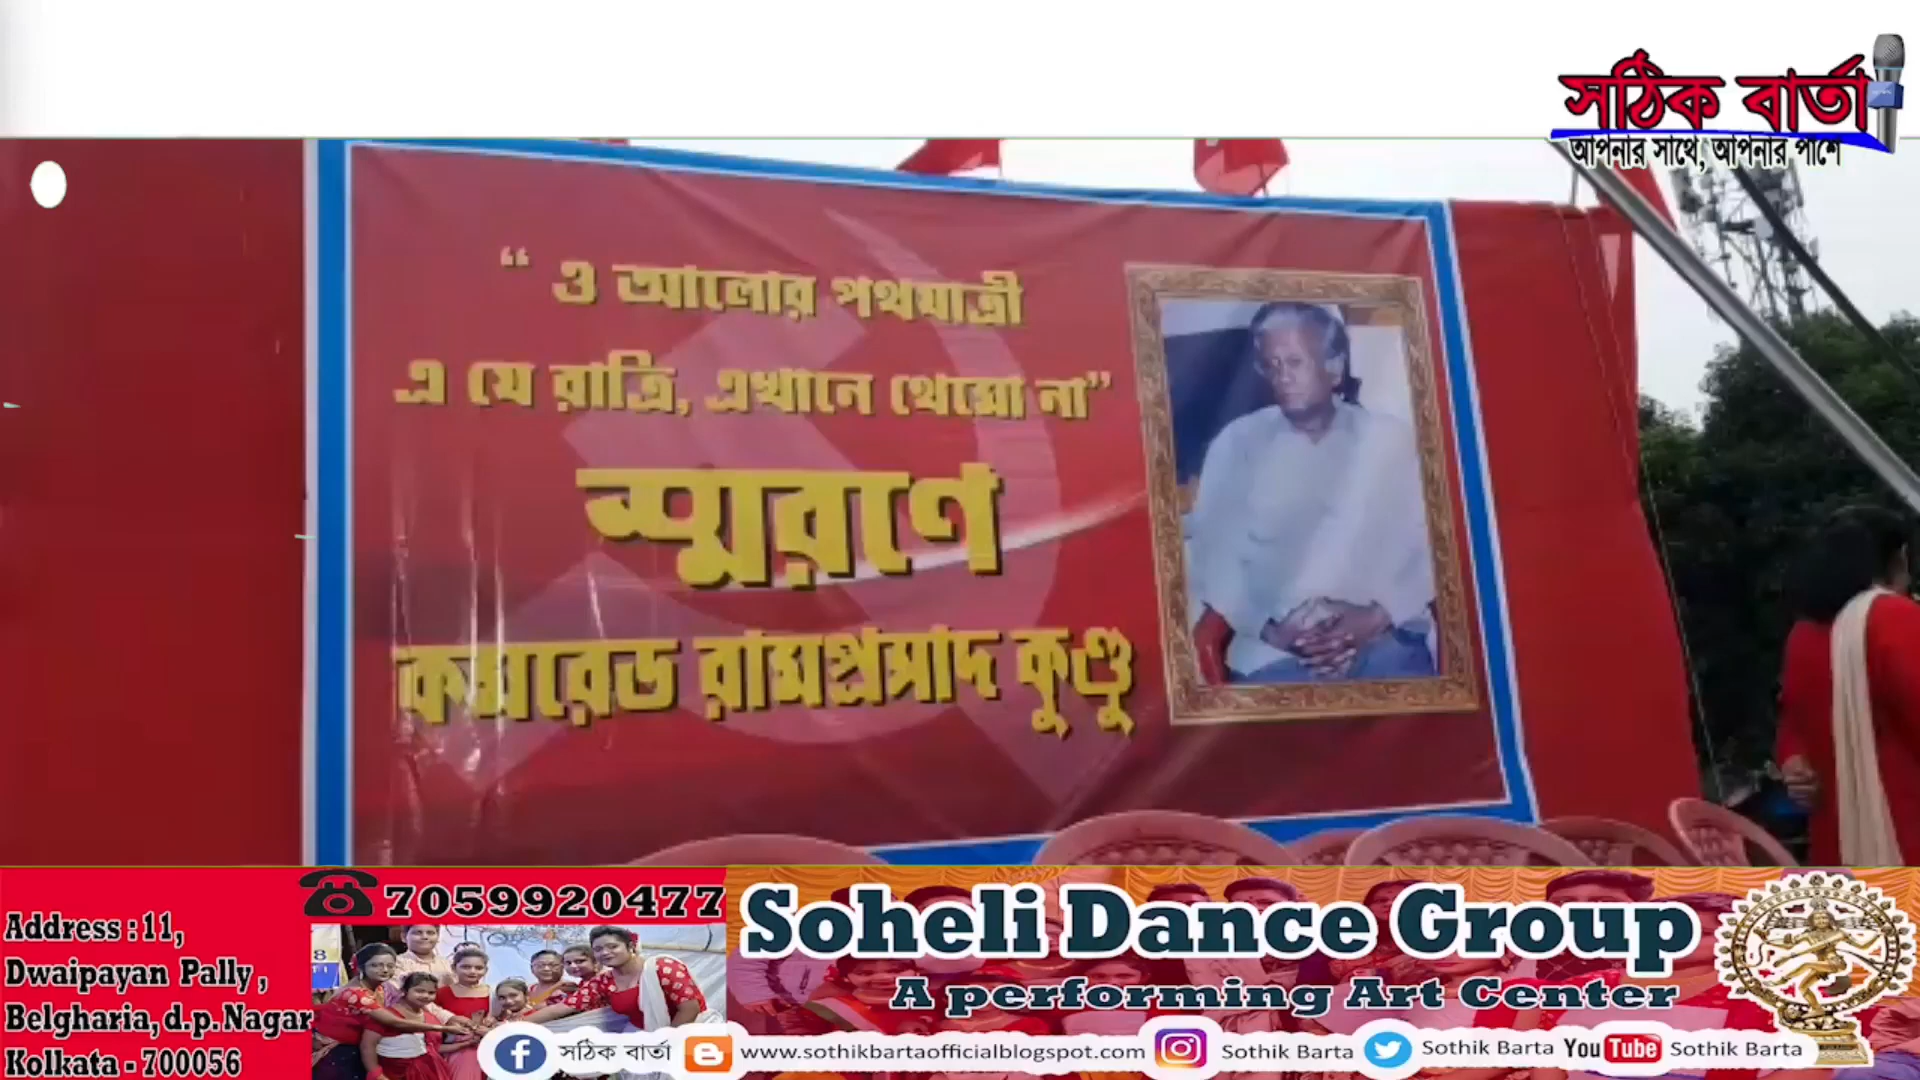 সঠিক বার্তা
আপনার সাথে, আপনার পাশে
“ ও আলোর পথযাত্রী
এ যে রাত্রি, এখানে থেমো না”
স্মরণে
কমরেড রামপ্রসাদ কুণ্ডু
7059920477
Address : 11,
Dwaipayan Pally,
Belgharia, d.p. Nagar
Kolkata - 700056
Soheli Dance Group
A performing Art Center
সঠিক বার্তা www.sothikbartaofficialblogspot.com Sothik Barta Sothik Barta YouTube Sothik Barta